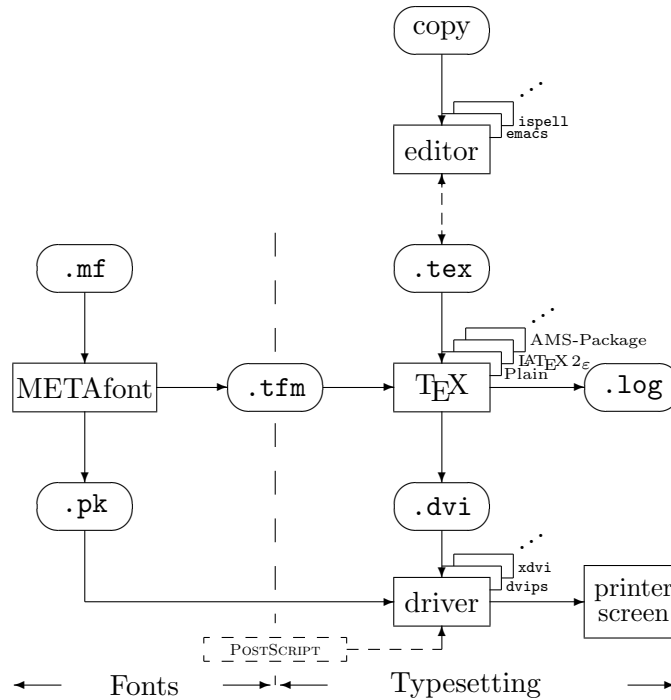 copy
ispell
emacs
editor
.mf
.tex
AMS-Package
LATEX 2ε
Plain
METAfont
.tfm
TEX
.log
.pk
.dvi
xdvi
dvips
driver
printer
screen
POSTSCRIPT
Fonts
Typesetting